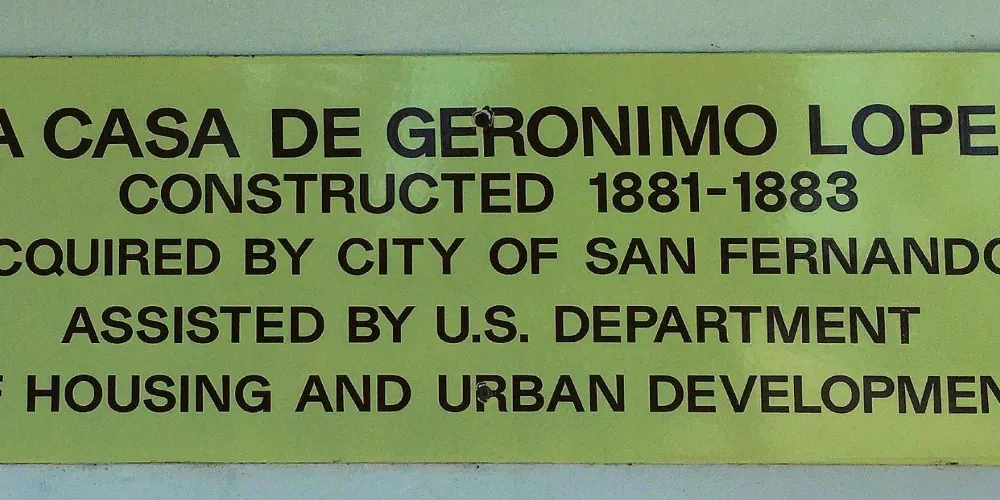 A CASA DE GERONIMO LOPE
CONSTRUCTED 1881-1883
CQUIRED BY CITY OF SAN FERNANDO
ASSISTED BY U.S. DEPARTMENT
F HOUSING AND URBAN DEVELOPMEN